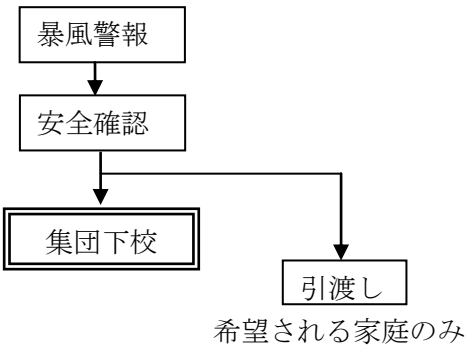 暴風警報
安全確認
集団下校
引渡し
希望される家庭のみ